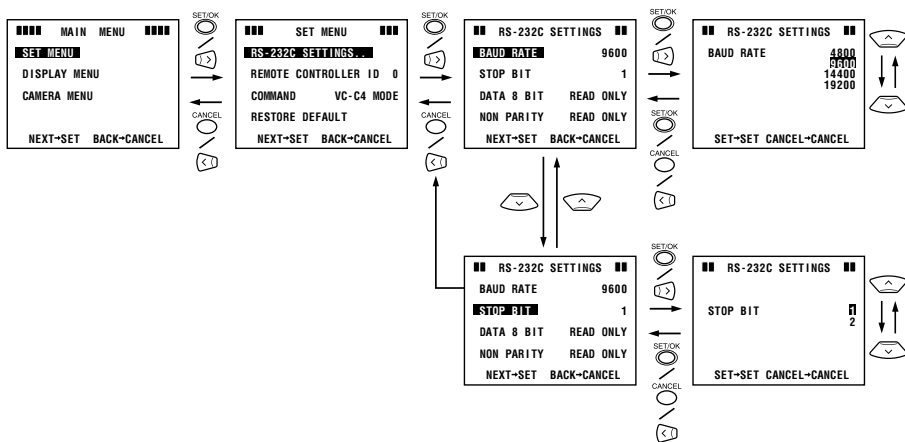 MAIN MENU
SET MENU
DISPLAY MENU
CAMERA MENU
NEXT→SET BACK→CANCEL
SET/OK
CANCEL
SET MENU
RS-232C SETTINGS..
REMOTE CONTROLLER ID 0
COMMAND VC-C4 MODE
RESTORE DEFAULT
NEXT→SET BACK→CANCEL
SET/OK
CANCEL
RS-232C SETTINGS
BAUD RATE 9600
STOP BIT 1
DATA 8 BIT READ ONLY
NON PARITY READ ONLY
NEXT→SET BACK→CANCEL
SET/OK
SET/OK
CANCEL
RS-232C SETTINGS
BAUD RATE 4800
9600
14400
19200
SET→SET CANCEL→CANCEL
RS-232C SETTINGS
BAUD RATE 9600
STOP BIT 1
DATA 8 BIT READ ONLY
NON PARITY READ ONLY
NEXT→SET BACK→CANCEL
SET/OK
SET/OK
CANCEL
RS-232C SETTINGS
STOP BIT 1
2
SET→SET CANCEL→CANCEL